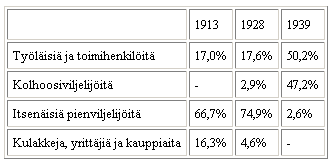 1913 1928 1939
Työläisiä ja toimihenkilöitä 17,0% 17,6% 50,2%
Kolhoosiviljelijöitä - 2,9% 47,2%
Itsenäisiä pienviljelijöitä 66,7% 74,9% 2,6%
Kulakkeja, yrittäjiä ja kauppiaita 16,3% 4,6% -